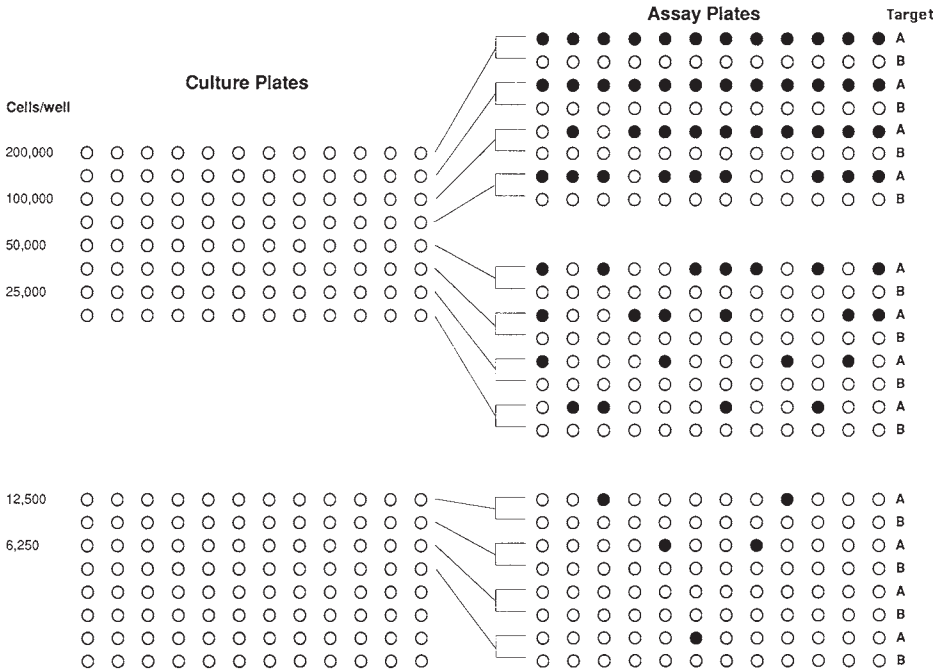 Assay Plates
Target
A
B
Culture Plates
A
Cells/well
B
A
200,000
B
A
100,000
B
50,000
A
25,000
B
A
B
A
B
A
B
12,500
A
B
6,250
A
B
A
B
A
B